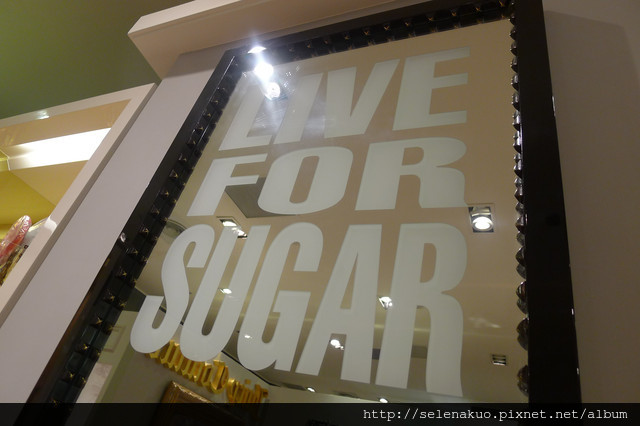 LIVE
FOR
SUGAR
http://selenakuo.pixnet.net/album